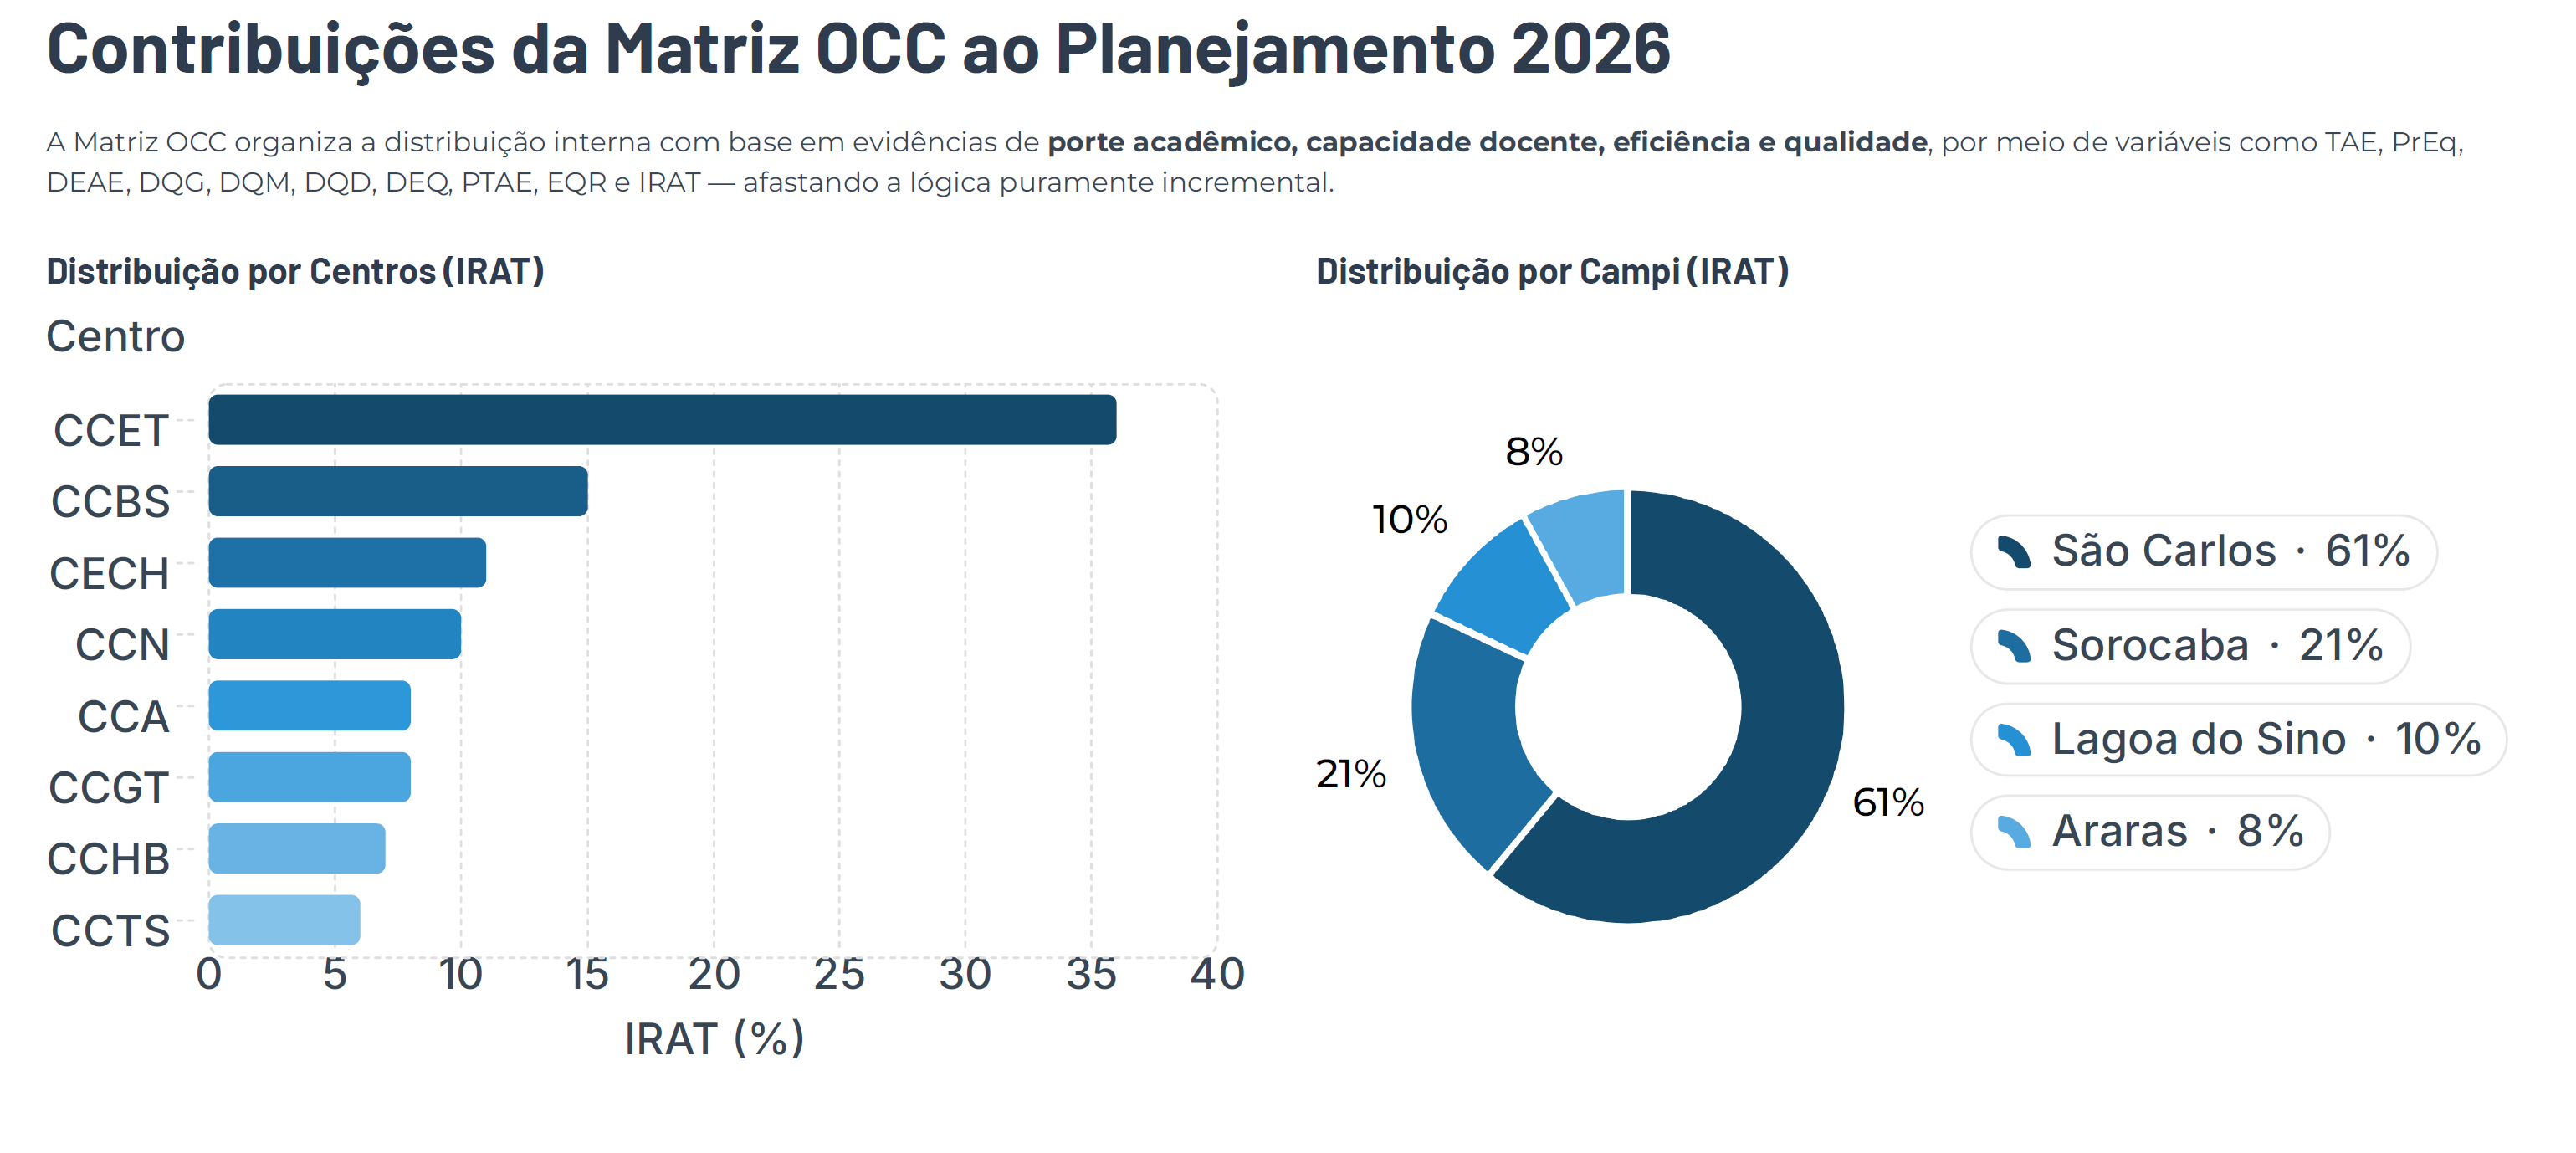 Contribuições da Matriz OCC ao Planejamento 2026
A Matriz OCC organiza a distribuição interna com base em evidências de porte acadêmico, capacidade docente, eficiência e qualidade, por meio de variáveis como TAE, PrEq,
DEAE, DQG, DQM, DQD, DEQ, PTAE, EQR e IRAT — afastando a lógica puramente incremental.
Distribuição por Centros (IRAT)
Centro
CCET
CCBS
CECH
CCN
CCA
CCGT
CCHB
CCTS
0 5 10 15 20 25 30 35 40
IRAT (%)
Distribuição por Campi (IRAT)
8%
10%
21%
61%
São Carlos · 61%
Sorocaba · 21%
Lagoa do Sino · 10%
Araras · 8%